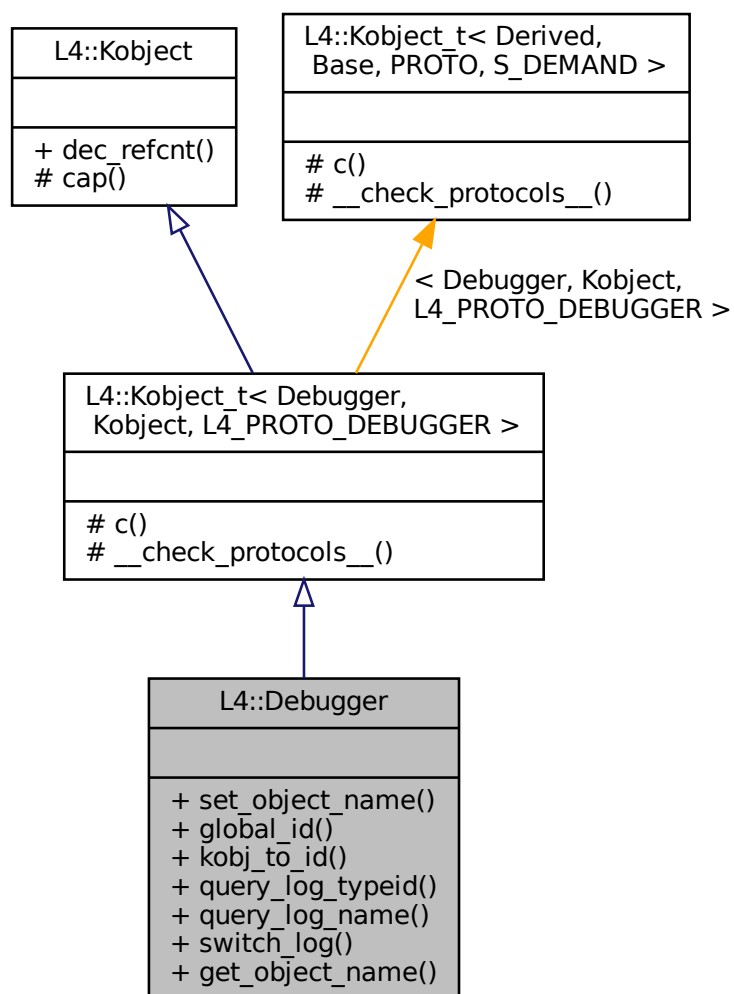 L4::Kobject
+ dec_refcnt()
# cap()
L4::Kobject_t< Derived,
Base, PROTO, S_DEMAND >
# c()
# __check_protocols__()
< Debugger, Kobject,
L4_PROTO_DEBUGGER >
L4::Kobject_t< Debugger,
Kobject, L4_PROTO_DEBUGGER >
# c()
# __check_protocols__()
L4::Debugger
+ set_object_name()
+ global_id()
+ kobj_to_id()
+ query_log_typeid()
+ query_log_name()
+ switch_log()
+ get_object_name()